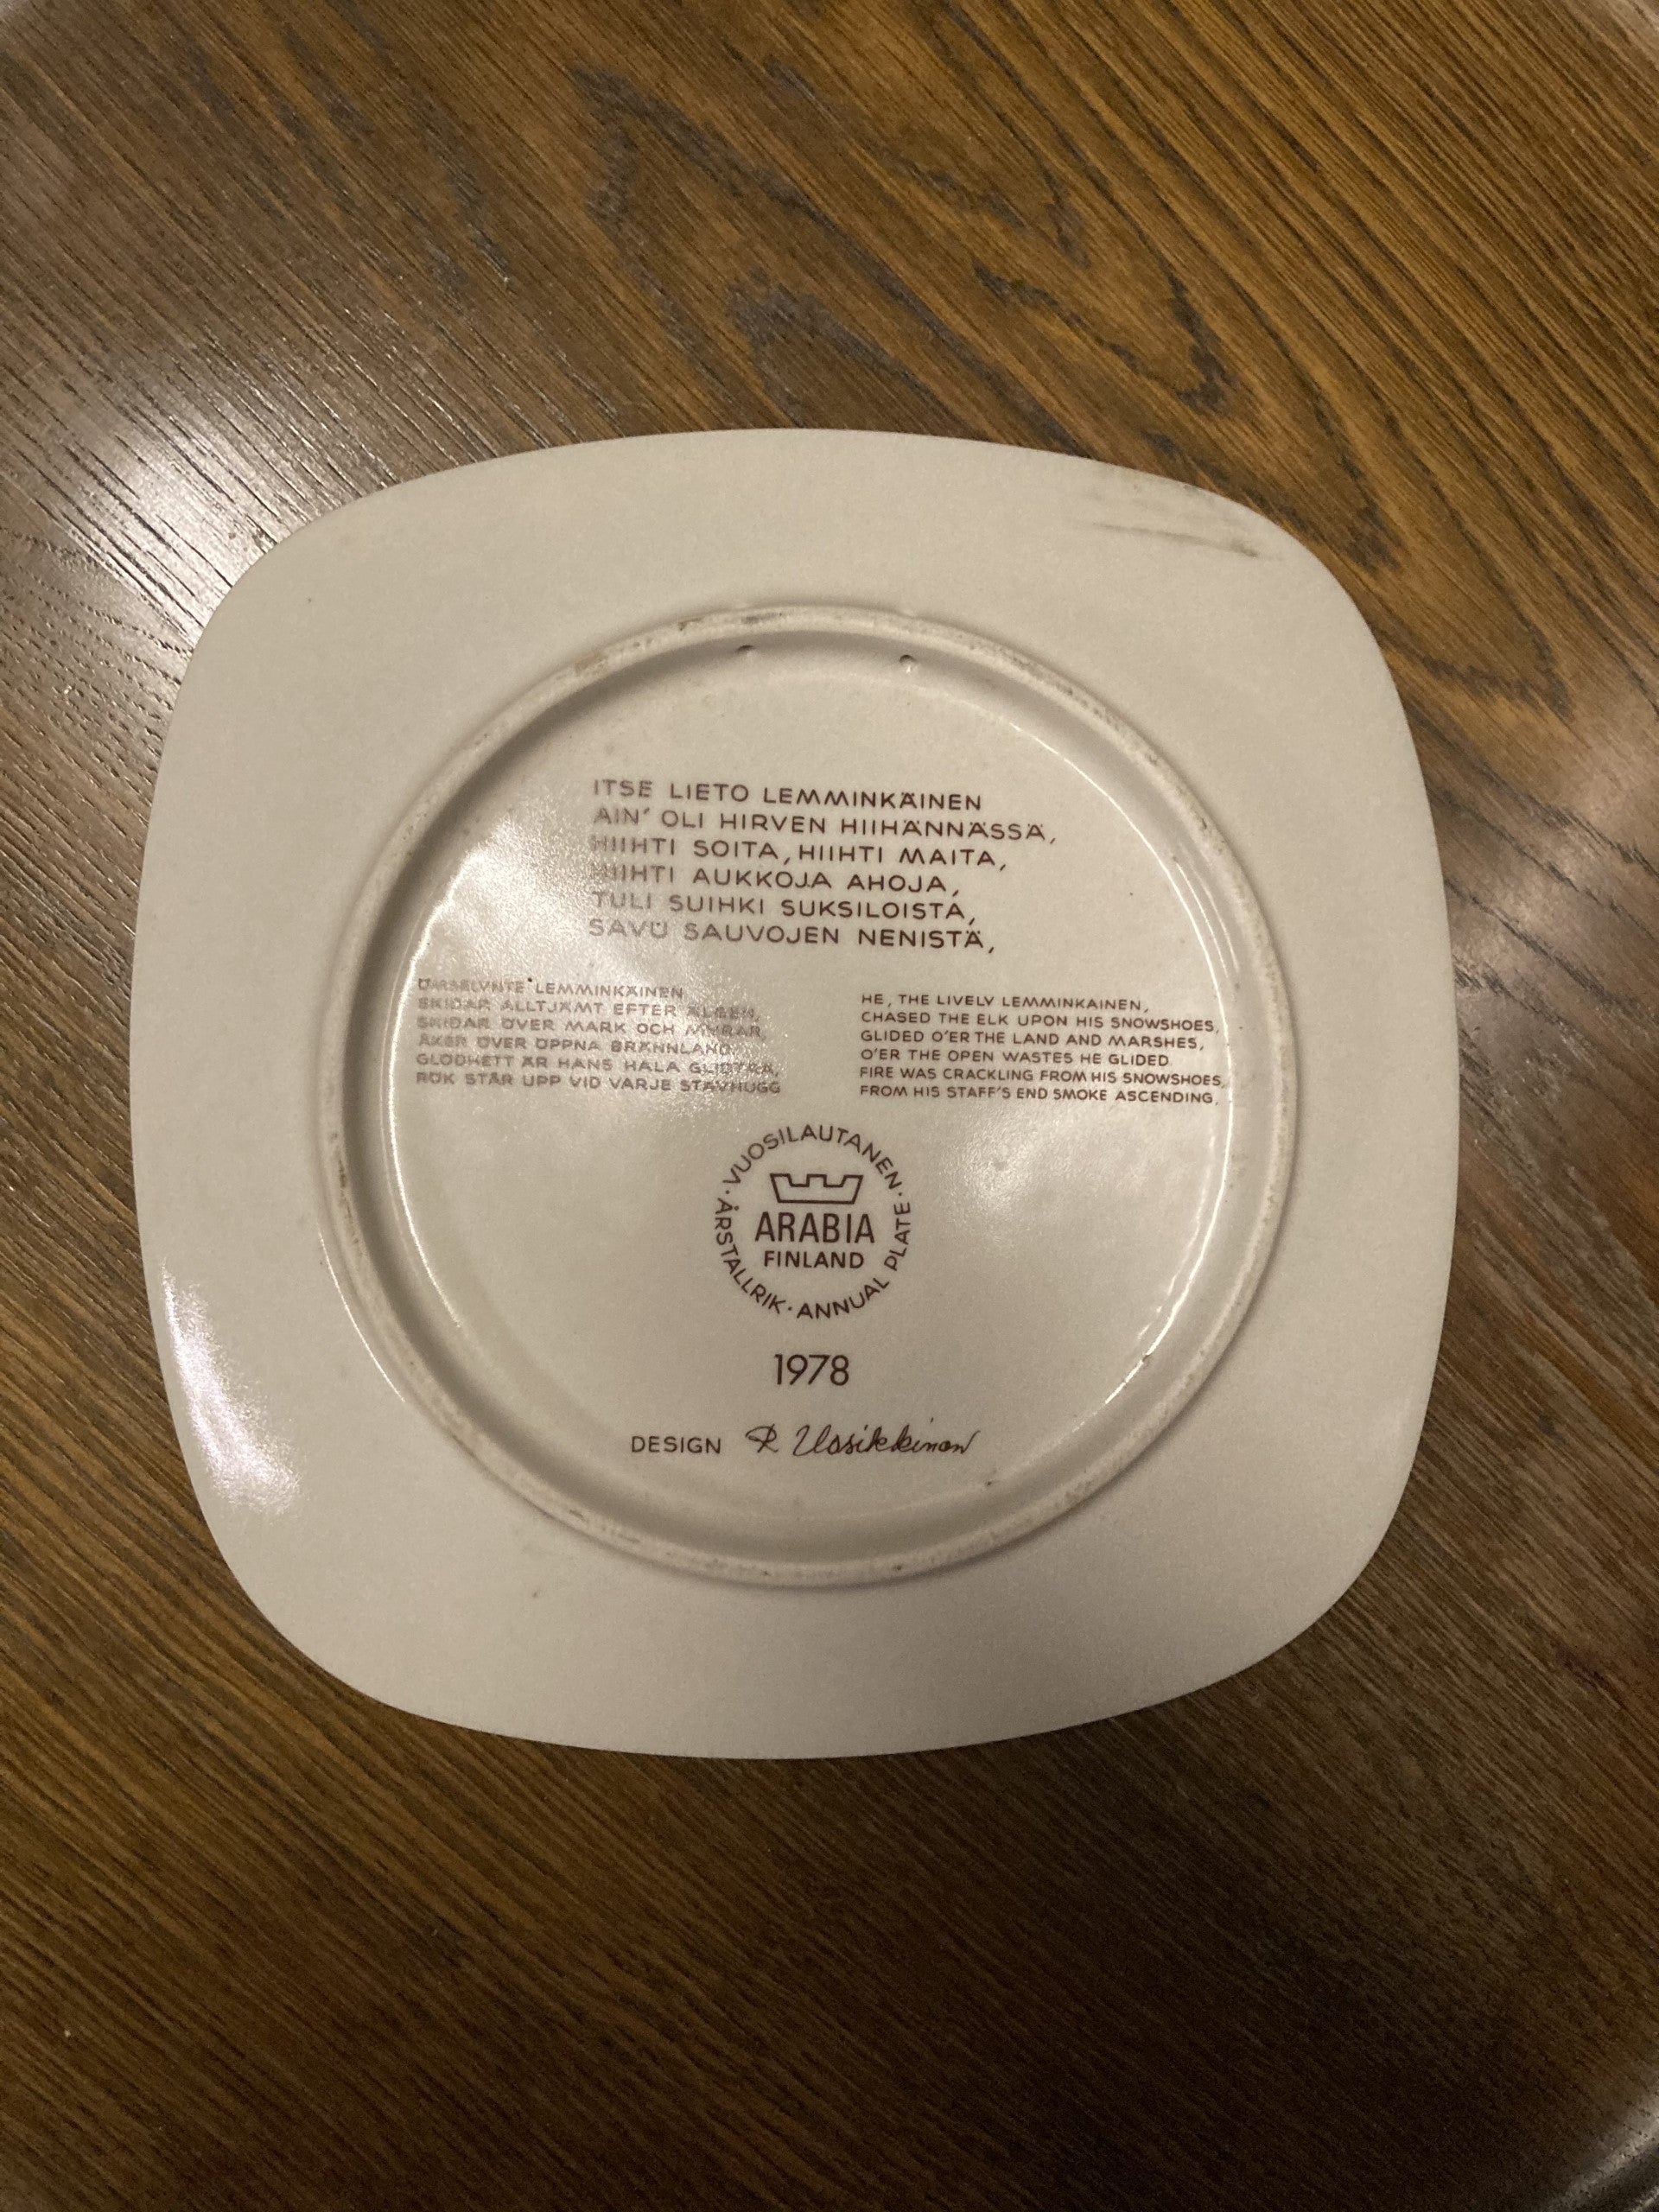 ITSE LIETO LEMMINKÄINEN
AIN' OLI HIRVEN HIIHÄNNÄSSÄ,
HIIHTI SOITA, HIIHTI MAITA,
HIIHTI AUKKOJA AHOJA,
TULI SUIHKI SUKSILOISTA,
SAVU SAUVOJEN NENISTÄ,
LEMMINKÄINEN
SKIDAR ALLTJÄMT EFTER ÄLGEN,
SKIDAR ÖVER MARK OCH MYRAR,
ÅKER ÖVER ÖPPNA BRÄNNLAND.
GLÖDHETT ÄR HANS HALA
RÖK STÅR UPP VID VARJE STAVHUGG
HE, THE LIVELY LEMMINKAINEN,
CHASED THE ELK UPON HIS SNOWSHOES,
GLIDED O'ER THE LAND AND MARSHES,
O'ER THE OPEN WASTES HE GLIDED
FIRE WAS CRACKLING FROM HIS SNOWSHOES,
FROM HIS STAFF'S END SMOKE ASCENDING,
· VUOSILAUTANEN · ANNUAL PLATE · ÅRSTALLRIK
ARABIA
FINLAND
1978
DESIGN R Uosikkinen